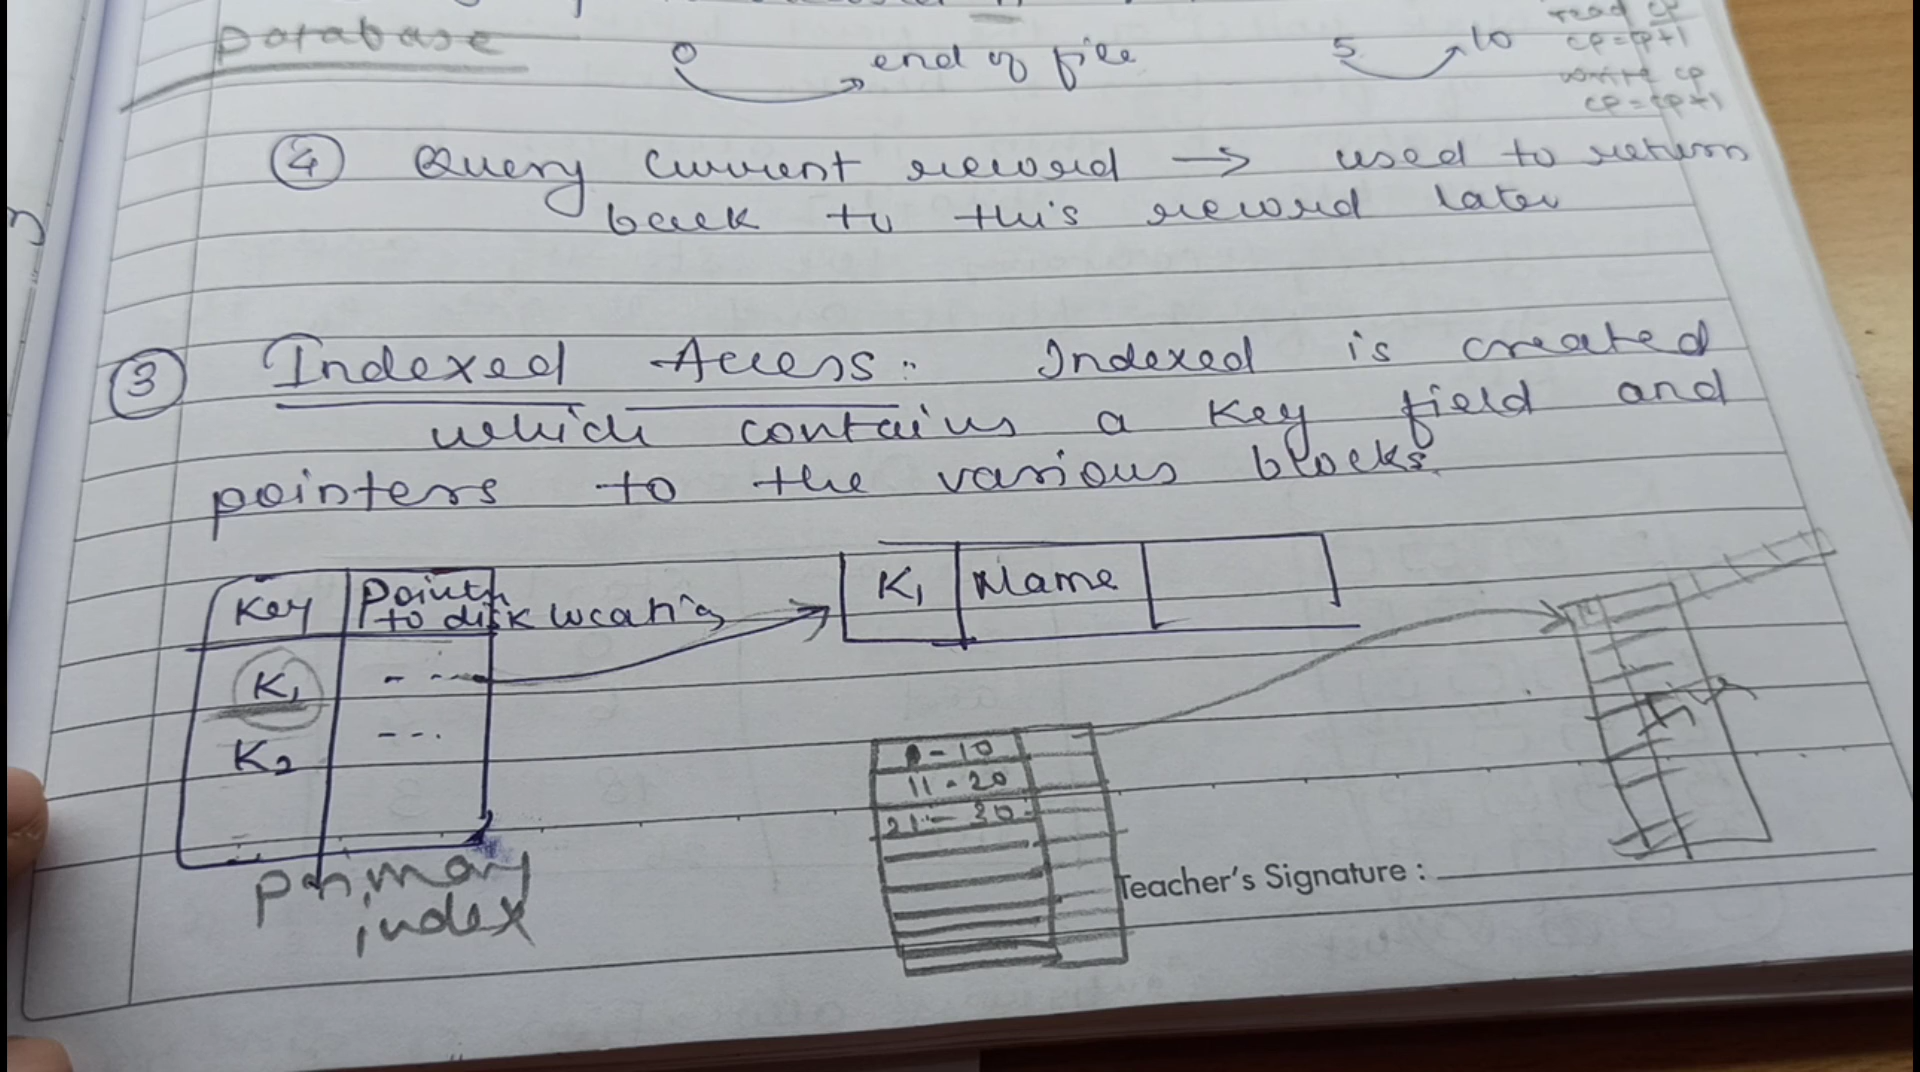 read cp
Database
0 end of file
5 10
cp = cp+1
write cp
cp = cp+1
④ Query current record → used to return
back to this record later
③ Indexed Access: Indexed is created
which contains a key field and
pointers to the various blocks.
Key
to disk location
K₁ Name
K₁ - - -
K₂ - - -
1 - 10
11 - 20
21 - 30
primary
index
Teacher's Signature :